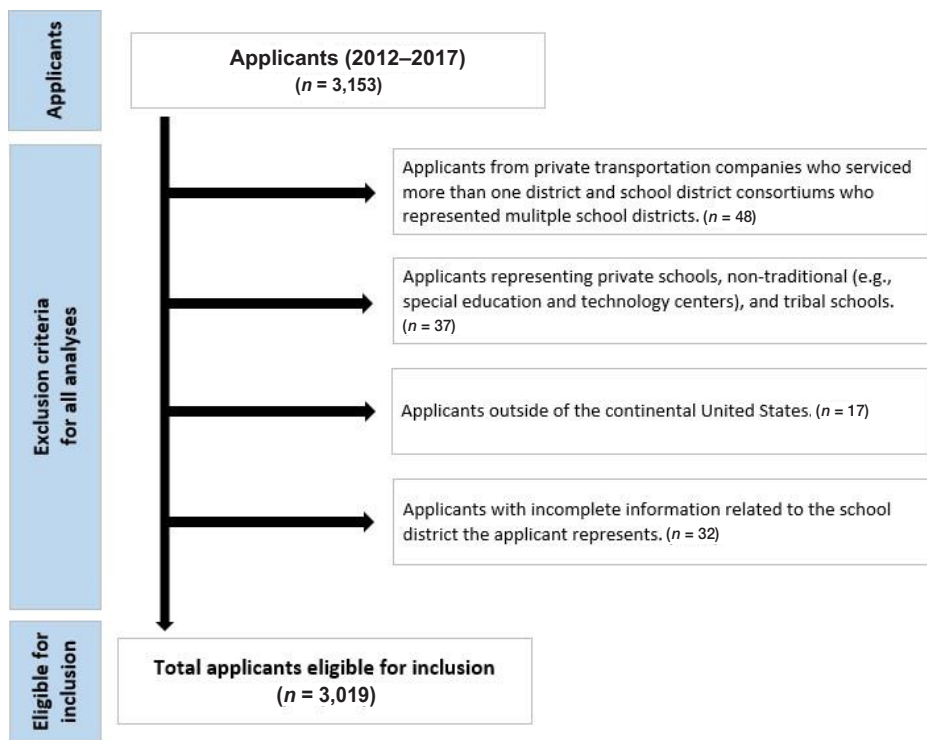 Applicants
Applicants (2012–2017)
(n = 3,153)
Exclusion criteria
for all analyses
Applicants from private transportation companies who serviced
more than one district and school district consortiums who
represented mulitple school districts. (n = 48)
Applicants representing private schools, non-traditional (e.g.,
special education and technology centers), and tribal schools.
(n = 37)
Applicants outside of the continental United States. (n = 17)
Applicants with incomplete information related to the school
district the applicant represents. (n = 32)
Eligible for
inclusion
Total applicants eligible for inclusion
(n = 3,019)